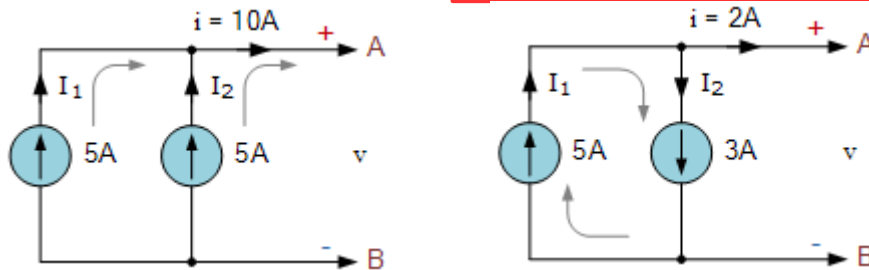 i = 10A
+
A
I1
I2
5A
5A
v
-
B
i = 2A
+
A
I1
I2
5A
3A
v
-
B